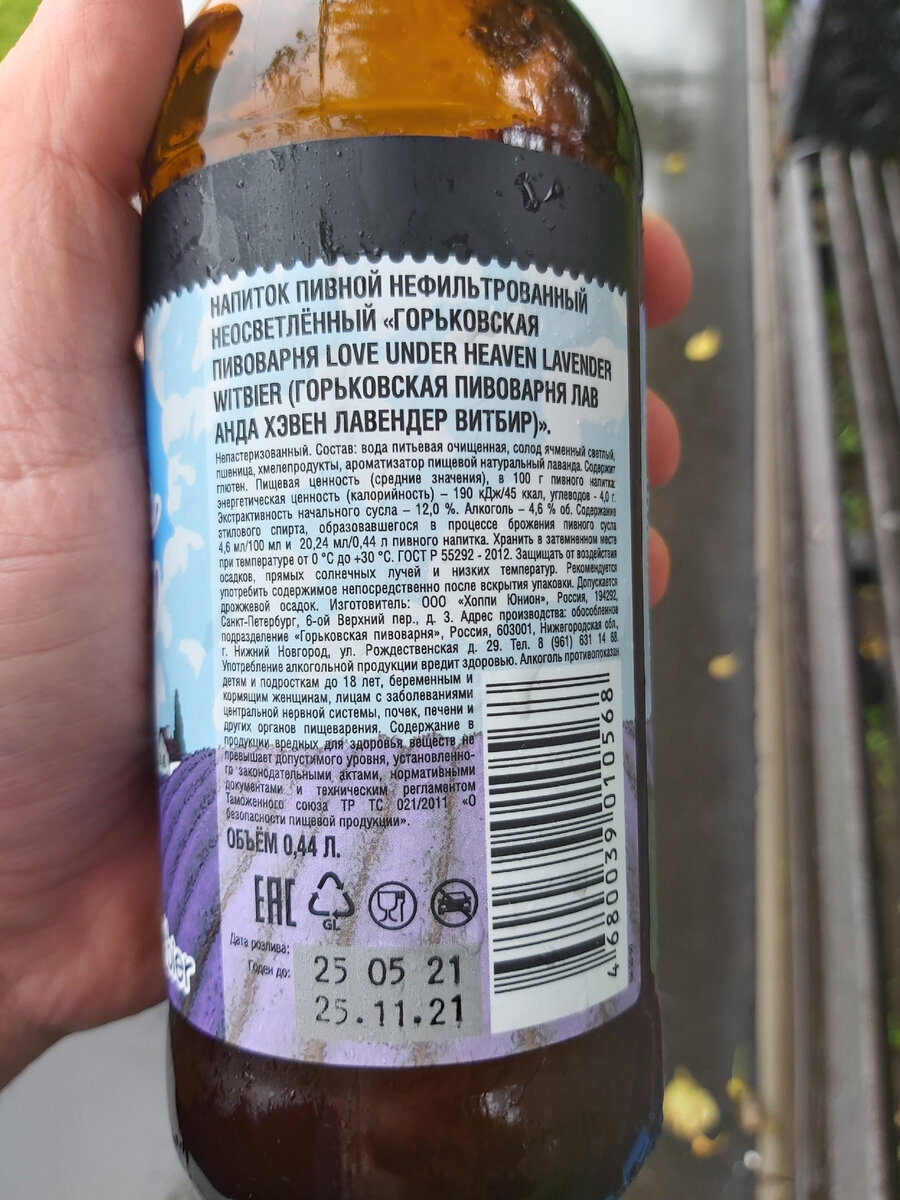 НАПИТОК ПИВНОЙ НЕФИЛЬТРОВАННЫЙ
НЕОСВЕТЛЁННЫЙ «ГОРЬКОВСКАЯ
ПИВОВАРНЯ LOVE UNDER HEAVEN LAVENDER
WITBIER (ГОРЬКОВСКАЯ ПИВОВАРНЯ ЛАВ
АНДА ХЭВЕН ЛАВЕНДЕР ВИТБИР)».
Непастеризованный. Состав: вода питьевая очищенная, солод ячменный светлый,
пшеница, хмелепродукты, ароматизатор пищевой натуральный лаванда. Содержит
глютен. Пищевая ценность (средние значения), в 100 г пивного напитка:
энергетическая ценность (калорийность) – 190 кДж/45 ккал, углеводов - 4,0 г.
Экстрактивность начального сусла – 12,0 %. Алкоголь – 4,6 % об. Содержание
этилового спирта, образовавшегося в процессе брожения пивного сусла
4,6 мл/100 мл и 20,24 мл/0,44 л пивного напитка. Хранить в затемненном месте
при температуре от 0 °С до +30 °С. ГОСТ Р 55292 - 2012. Защищать от воздействия
осадков, прямых солнечных лучей и низких температур. Рекомендуется
употребить содержимое непосредственно после вскрытия упаковки. Допускается
дрожжевой осадок. Изготовитель: ООО «Хоппи Юнион», Россия, 194292,
Санкт-Петербург, 6-ой Верхний пер., д. 3. Адрес производства: обособленное
подразделение «Горьковская пивоварня», Россия, 603001, Нижегородская обл.,
г. Нижний Новгород, ул. Рождественская д. 29. Тел. 8 (961) 631 14 68.
Употребление алкогольной продукции вредит здоровью. Алкоголь противопоказан
детям и подросткам до 18 лет, беременным и
кормящим женщинам, лицам с заболеваниями
центральной нервной системы, почек, печени и
других органов пищеварения. Содержание в
продукции вредных для здоровья веществ не
превышает допустимого уровня, установленно-
го законодательными актами, нормативными
документами и техническим регламентом
Таможенного союза ТР ТС 021/2011 «О
безопасности пищевой продукции».
ОБЪЁМ 0,44 Л.
EAC
GL
Дата розлива:
Годен до:
25 05 21
25.11.21
4680039010568